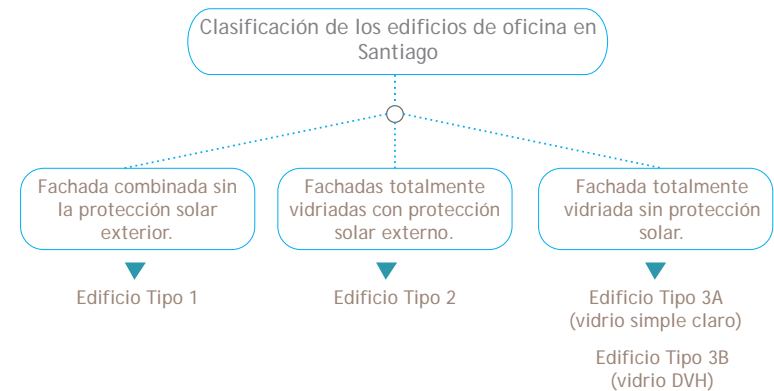 Clasificación de los edificios de oficina en
Santiago
Fachada combinada sin
la protección solar
exterior.
Fachadas totalmente
vidriadas con protección
solar externo.
Fachada totalmente
vidriada sin protección
solar.
Edificio Tipo 1
Edificio Tipo 2
Edificio Tipo 3A
(vidrio simple claro)
Edificio Tipo 3B
(vidrio DVH)